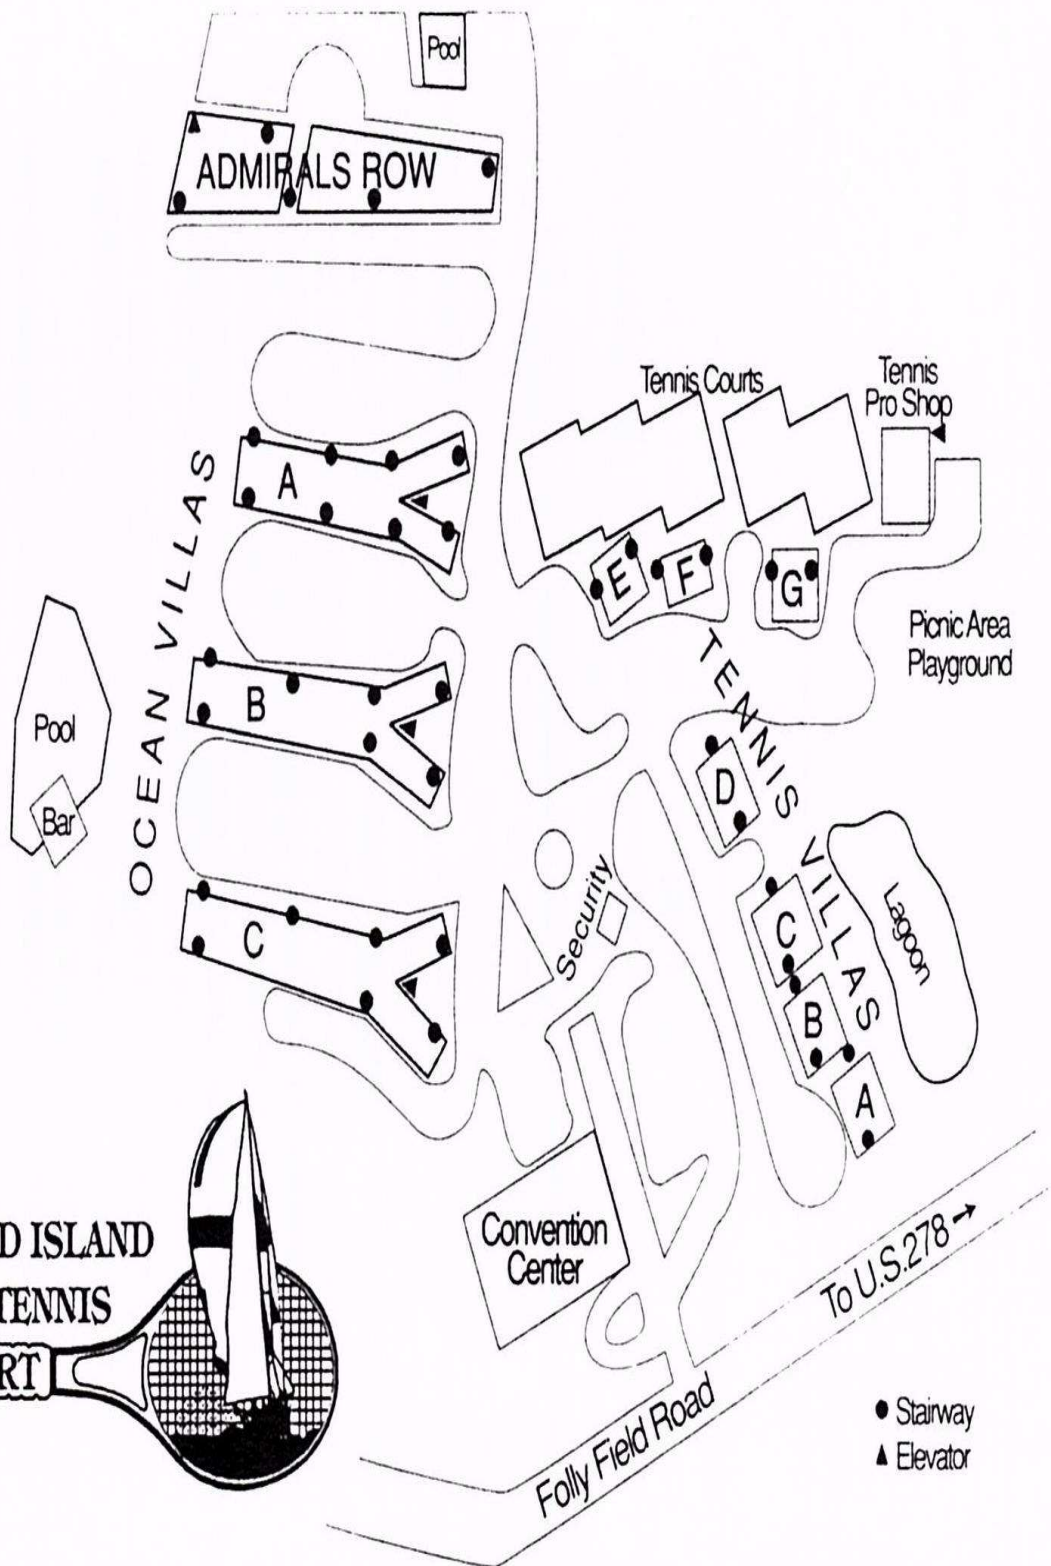 Pool
ADMIRALS ROW
Tennis Courts
Tennis
Pro Shop
OCEAN VILLAS
A
B
C
E
F
G
Picnic Area
Playground
TENNIS VILLAS
D
C
B
A
Pool
Bar
Lagoon
Security
Convention
Center
D ISLAND
TENNIS
RT
To U.S.278
Folly Field Road
Stairway
Elevator